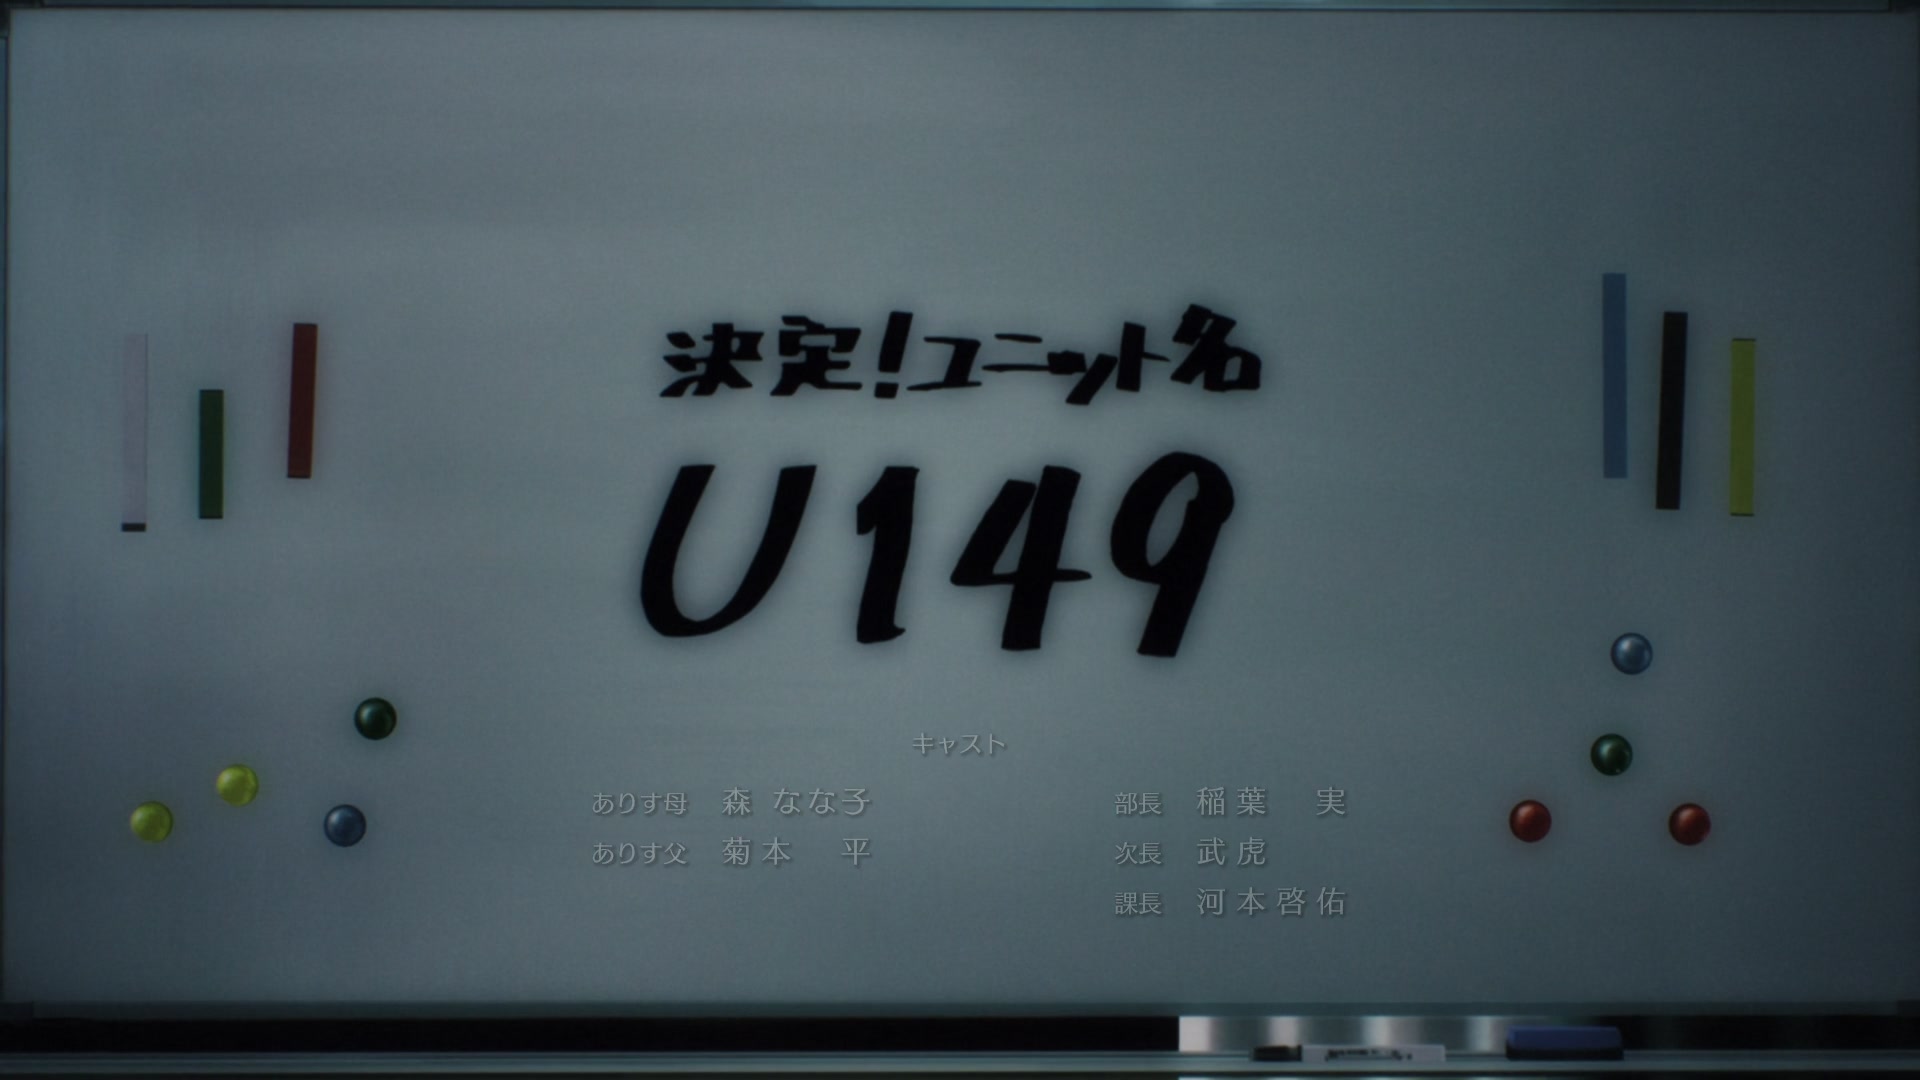 決定!ユニット名
U149
キャスト
ありす母 森 なな子
ありす父 菊本 平
部長 稲葉 実
次長 武虎
課長 河本啓佑